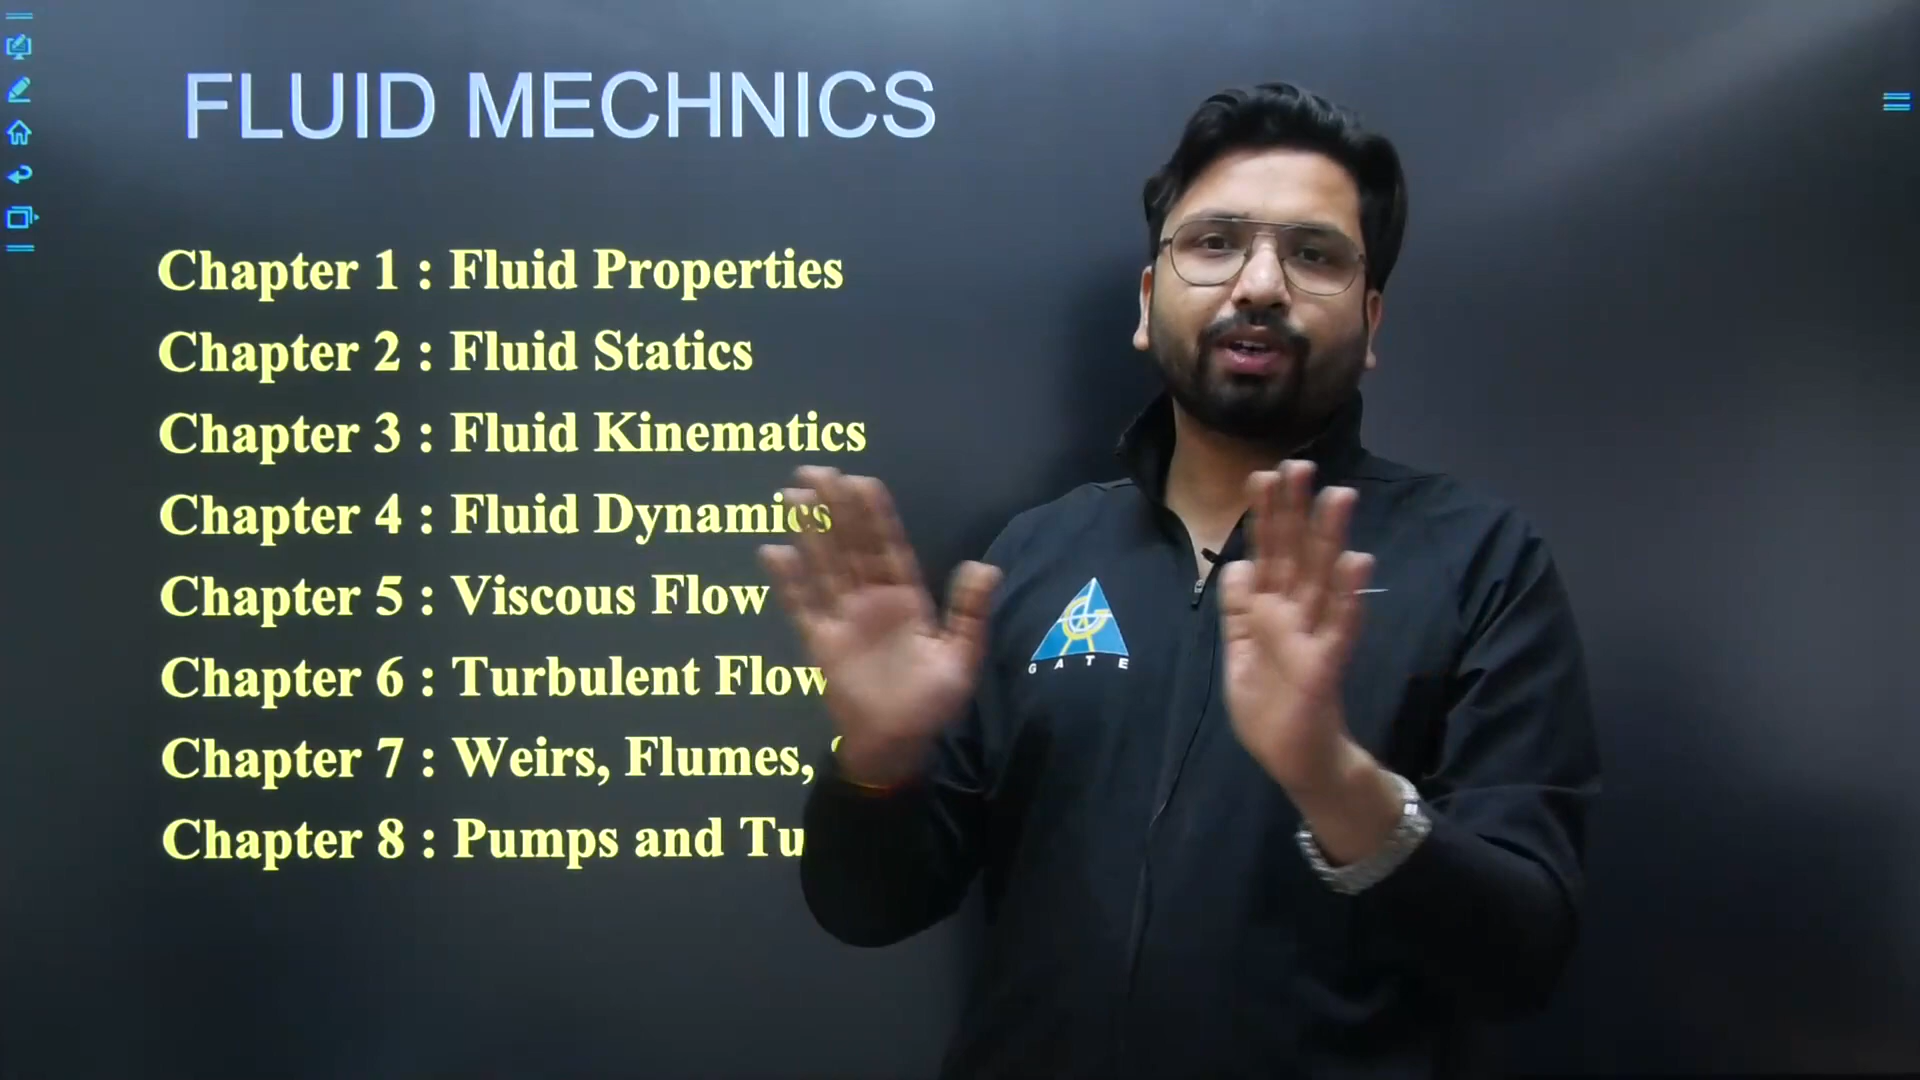 FLUID MECHNICS
Chapter 1 : Fluid Properties
Chapter 2 : Fluid Statics
Chapter 3 : Fluid Kinematics
Chapter 4 : Fluid Dynamics
Chapter 5 : Viscous Flow
Chapter 6 : Turbulent Flow
Chapter 7 : Weirs, Flumes,
Chapter 8 : Pumps and
GATE